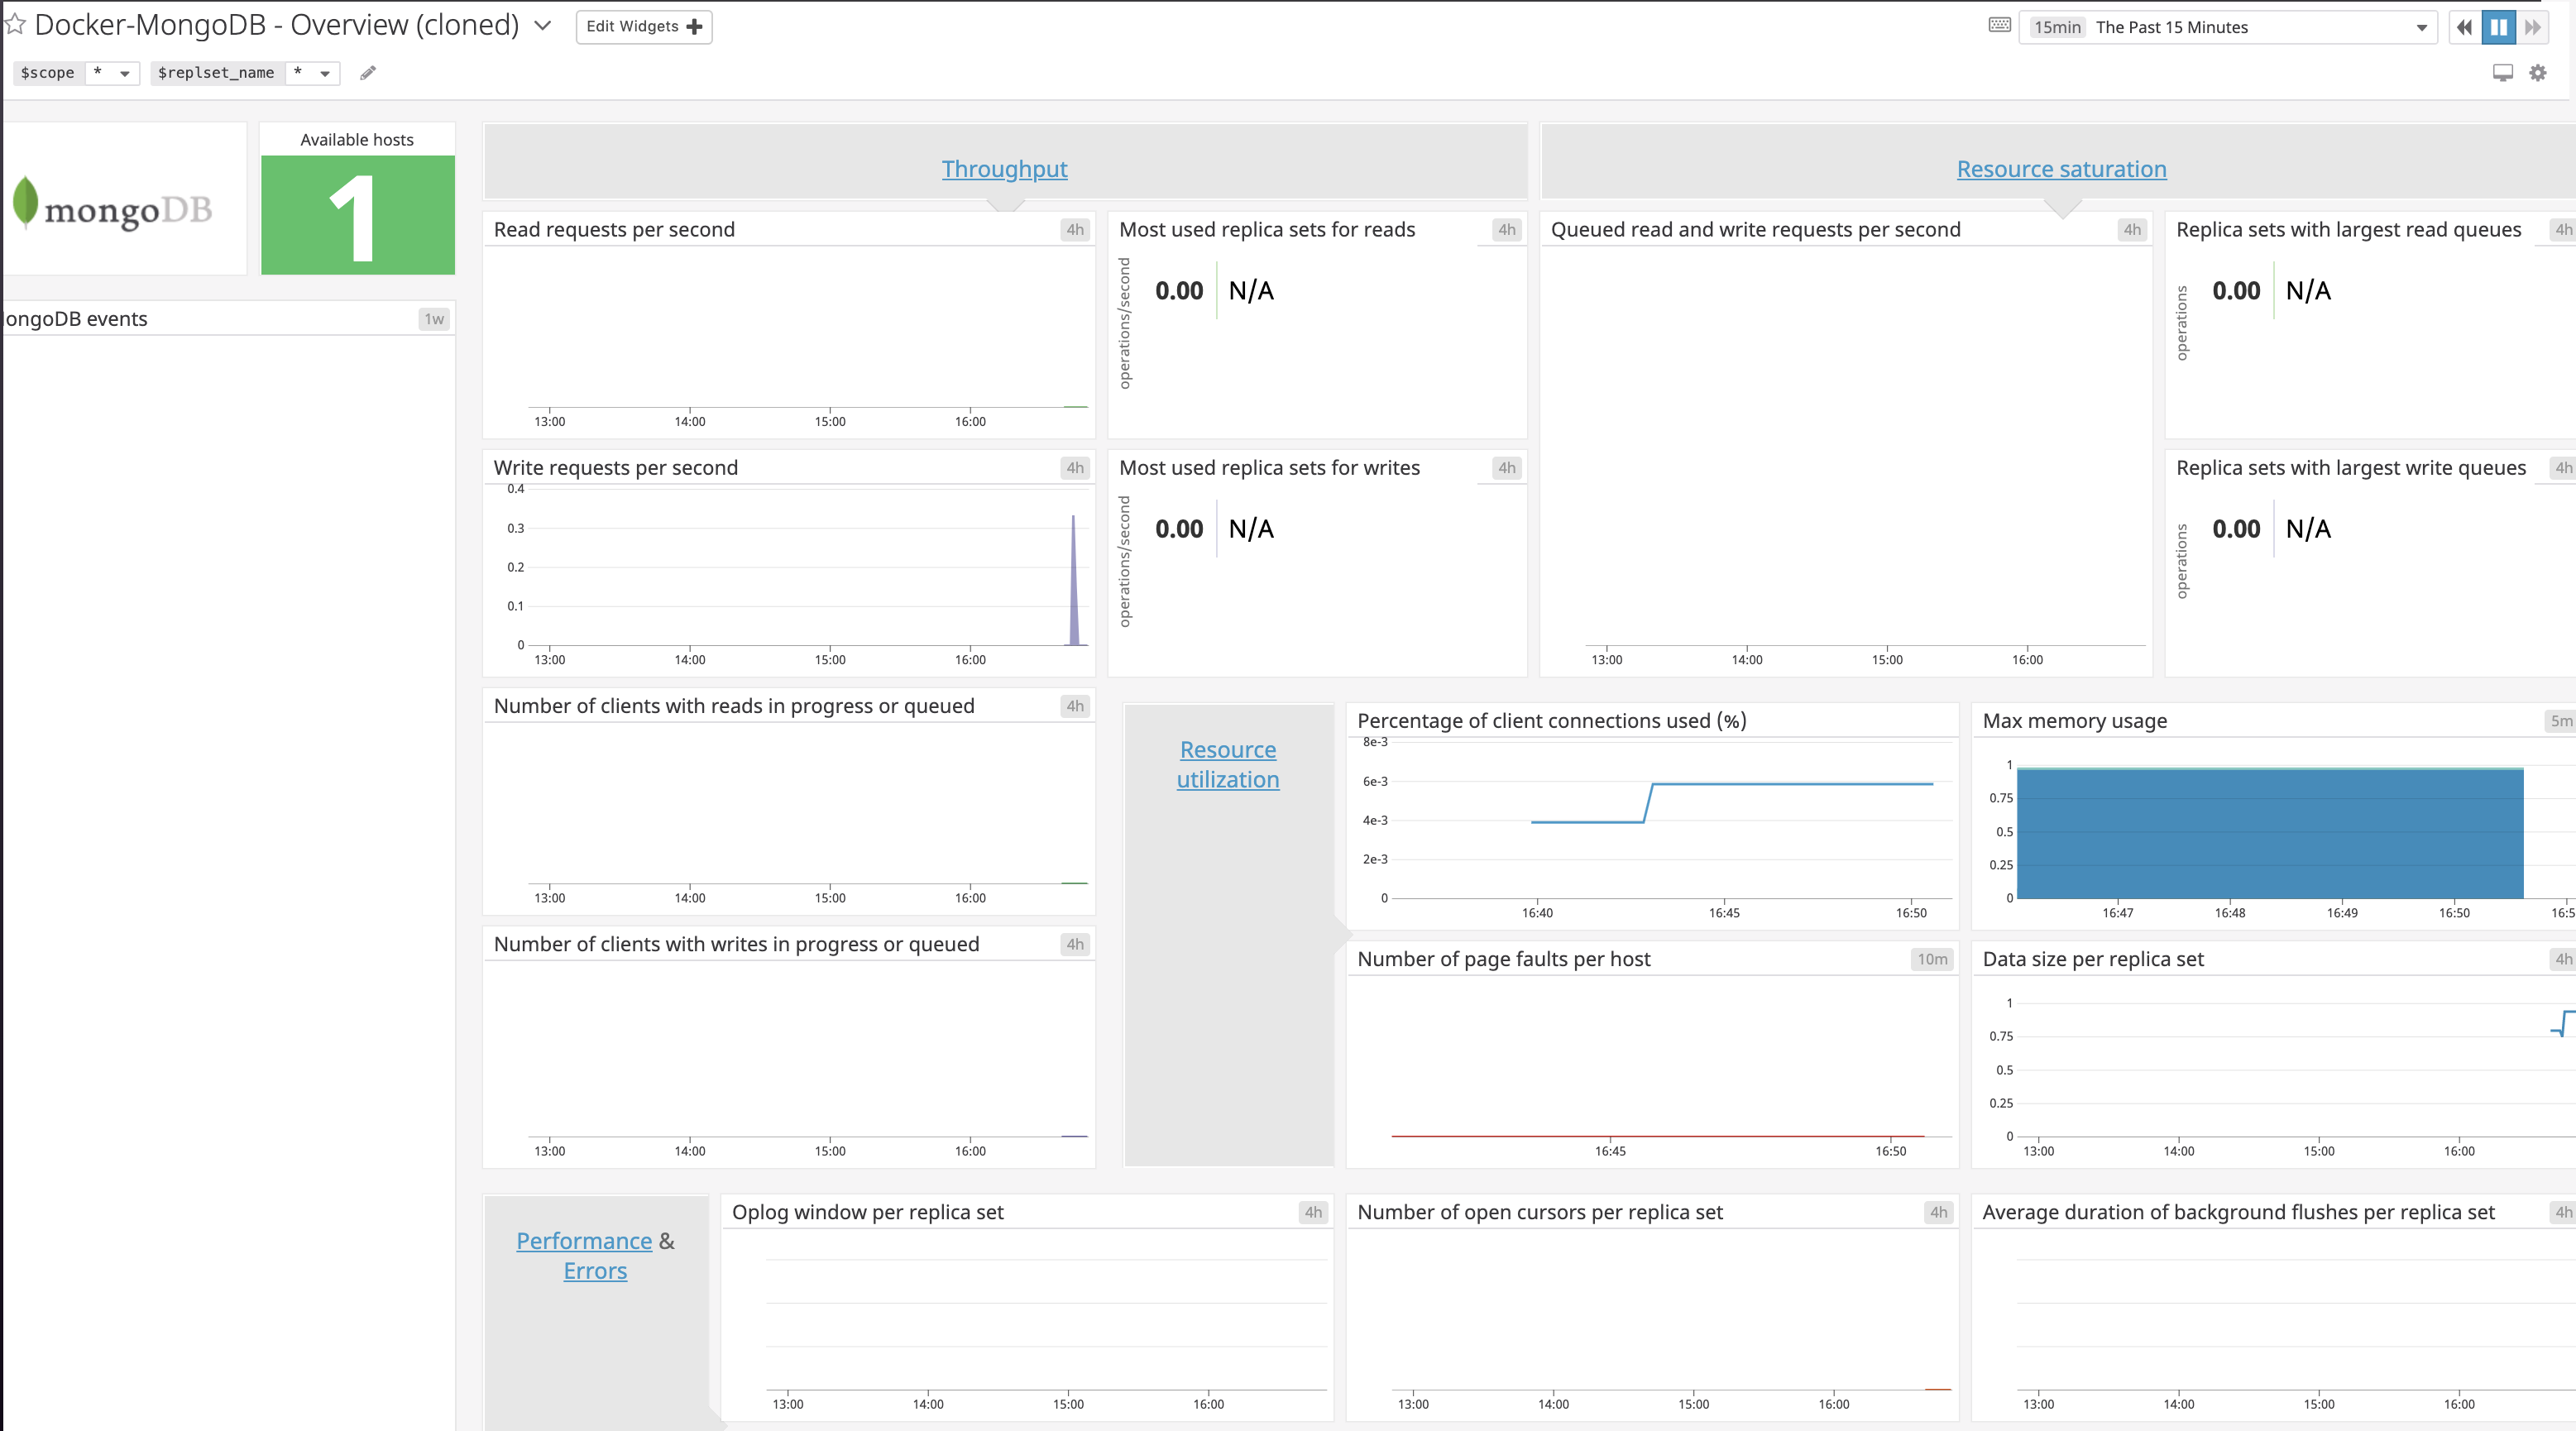 Docker-MongoDB - Overview (cloned)
Edit Widgets
15min The Past 15 Minutes
$scope *
$replset_name *
mongoDB
Available hosts
1
ongoDB events 1w
Throughput
Read requests per second 4h
13:00 14:00 15:00 16:00
Most used replica sets for reads 4h
operations/second
0.00 N/A
Write requests per second 4h
0.4
0.3
0.2
0.1
0
13:00 14:00 15:00 16:00
Most used replica sets for writes 4h
operations/second
0.00 N/A
Number of clients with reads in progress or queued 4h
13:00 14:00 15:00 16:00
Number of clients with writes in progress or queued 4h
13:00 14:00 15:00 16:00
Resource saturation
Queued read and write requests per second 4h
13:00 14:00 15:00 16:00
Replica sets with largest read queues 4h
operations
0.00 N/A
Replica sets with largest write queues 4h
operations
0.00 N/A
Resource
utilization
Percentage of client connections used (%)
8e-3
6e-3
4e-3
2e-3
0
16:40 16:45 16:50
Max memory usage 5m
1
0.75
0.5
0.25
0
16:47 16:48 16:49 16:50 16:5
Number of page faults per host 10m
16:45 16:50
Data size per replica set 4h
1
0.75
0.5
0.25
0
13:00 14:00 15:00 16:00
Performance &
Errors
Oplog window per replica set 4h
13:00 14:00 15:00 16:00
Number of open cursors per replica set 4h
13:00 14:00 15:00 16:00
Average duration of background flushes per replica set 4h
13:00 14:00 15:00 16:00